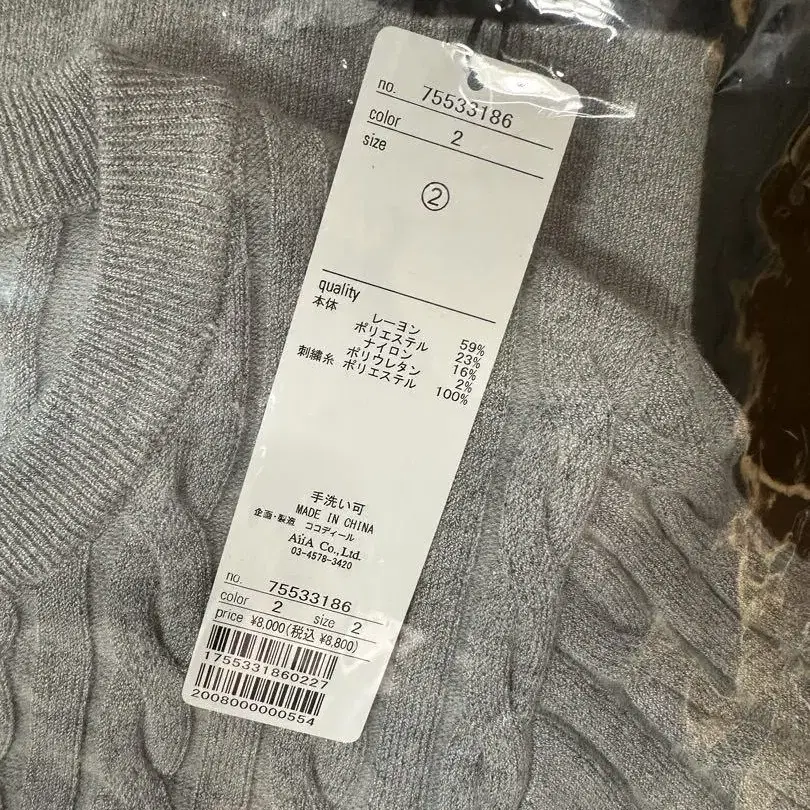 no. 75533186
color 2
size
②
quality
本体 レーヨン 59%
ポリエステル 23%
ナイロン 16%
ポリウレタン 2%
刺繍糸 ポリエステル 100%
手洗い可
MADE IN CHINA
企画・製造 ココディール
AiiA Co., Ltd.
03-4578-3420
no. 75533186
color 2 size 2
price ¥8,000(税込 ¥8,800)
1755331860227
2008000000554